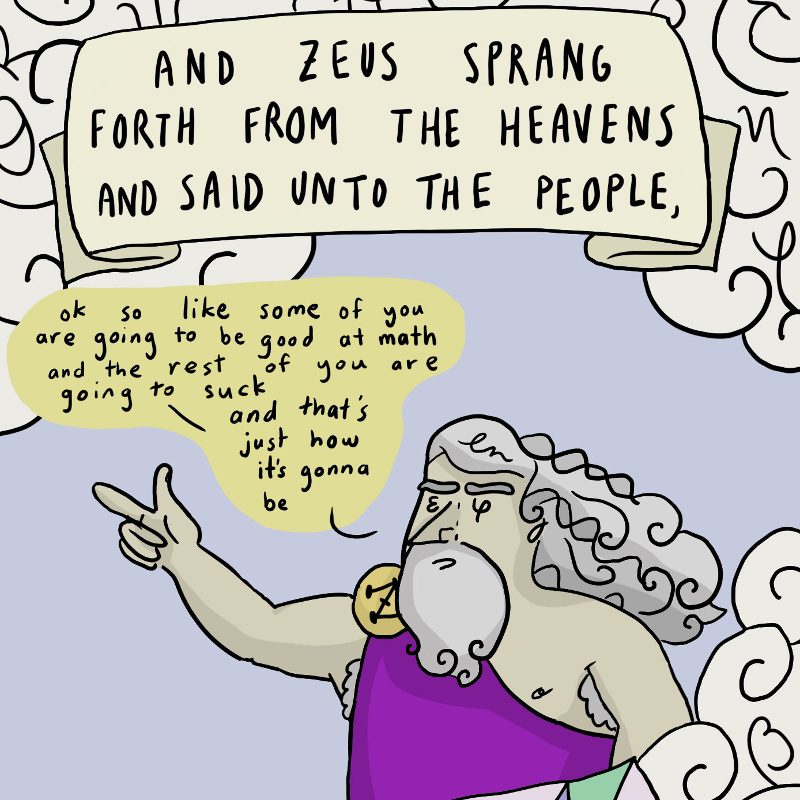 AND ZEUS SPRANG
FORTH FROM THE HEAVENS
AND SAID UNTO THE PEOPLE,
ok so like some of you
are going to be good at math
and the rest of you are
going to suck
and that's
just how
it's gonna
be